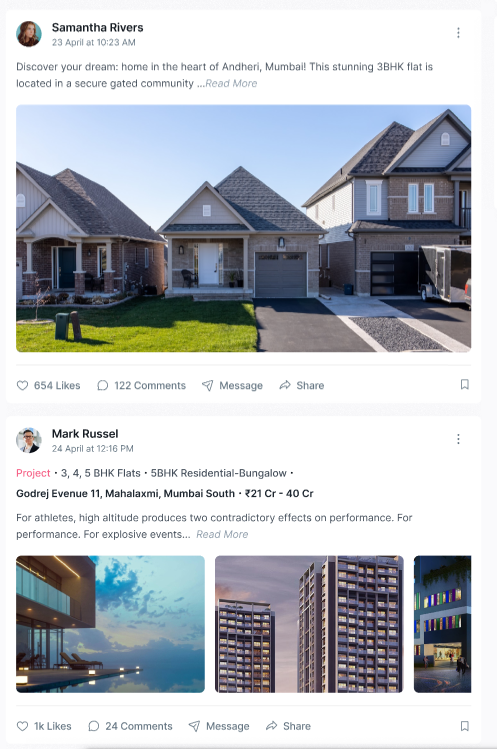 Samantha Rivers
23 April at 10:23 AM
Discover your dream: home in the heart of Andheri, Mumbai! This stunning 3BHK flat is
located in a secure gated community ...Read More
654 Likes 122 Comments Message Share
Mark Russel
24 April at 12:16 PM
Project • 3, 4, 5 BHK Flats • 5BHK Residential-Bungalow •
Godrej Evenue 11, Mahalaxmi, Mumbai South • ₹21 Cr - 40 Cr
For athletes, high altitude produces two contradictory effects on performance. For
performance. For explosive events... Read More
1k Likes 24 Comments Message Share